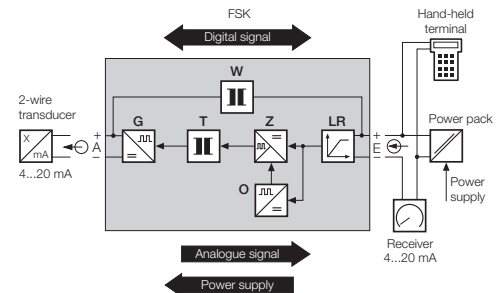 FSK
Digital signal
Hand-held
terminal
W
2-wire
transducer
G
T
Z
LR
Power pack
X
mA
+
A
–
+
E
–
4...20 mA
O
Power
supply
Receiver
4...20 mA
Analogue signal
Power supply